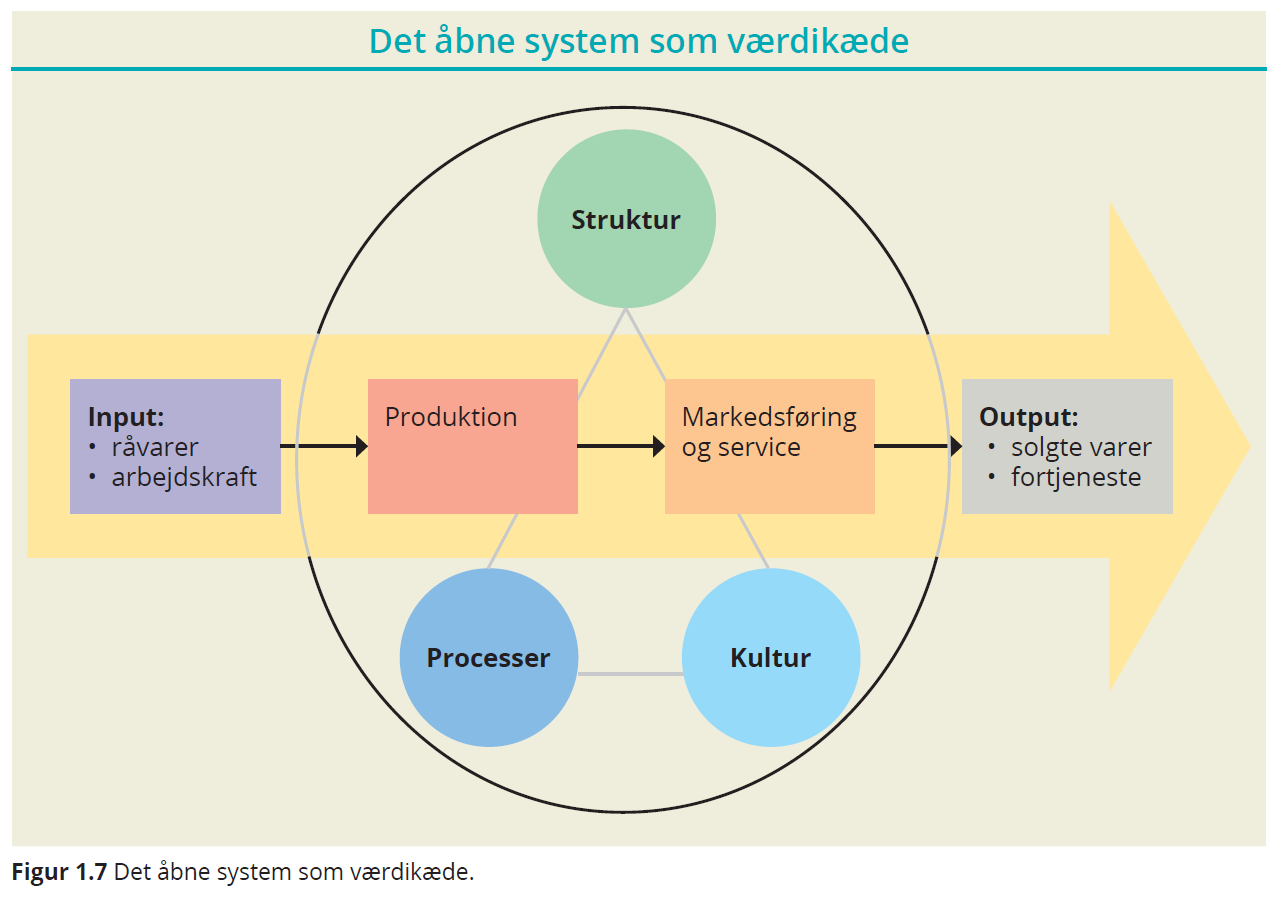 Det åbne system som værdikæde
Struktur
Input:
• råvarer
• arbejdskraft
Produktion
Markedsføring
og service
Output:
• solgte varer
• fortjeneste
Processer
Kultur
Figur 1.7 Det åbne system som værdikæde.